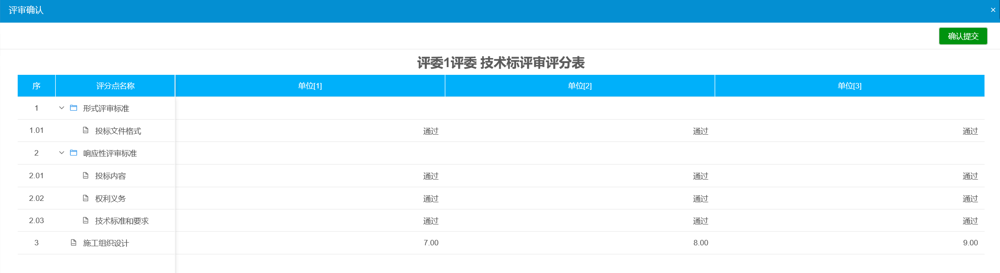 评审确认
×
确认提交
评委1评委 技术标评审评分表
序 评分点名称 单位[1] 单位[2] 单位[3]
1 形式评审标准
1.01 投标文件格式 通过 通过 通过
2 响应性评审标准
2.01 投标内容 通过 通过 通过
2.02 权利义务 通过 通过 通过
2.03 技术标准和要求 通过 通过 通过
3 施工组织设计 7.00 8.00 9.00